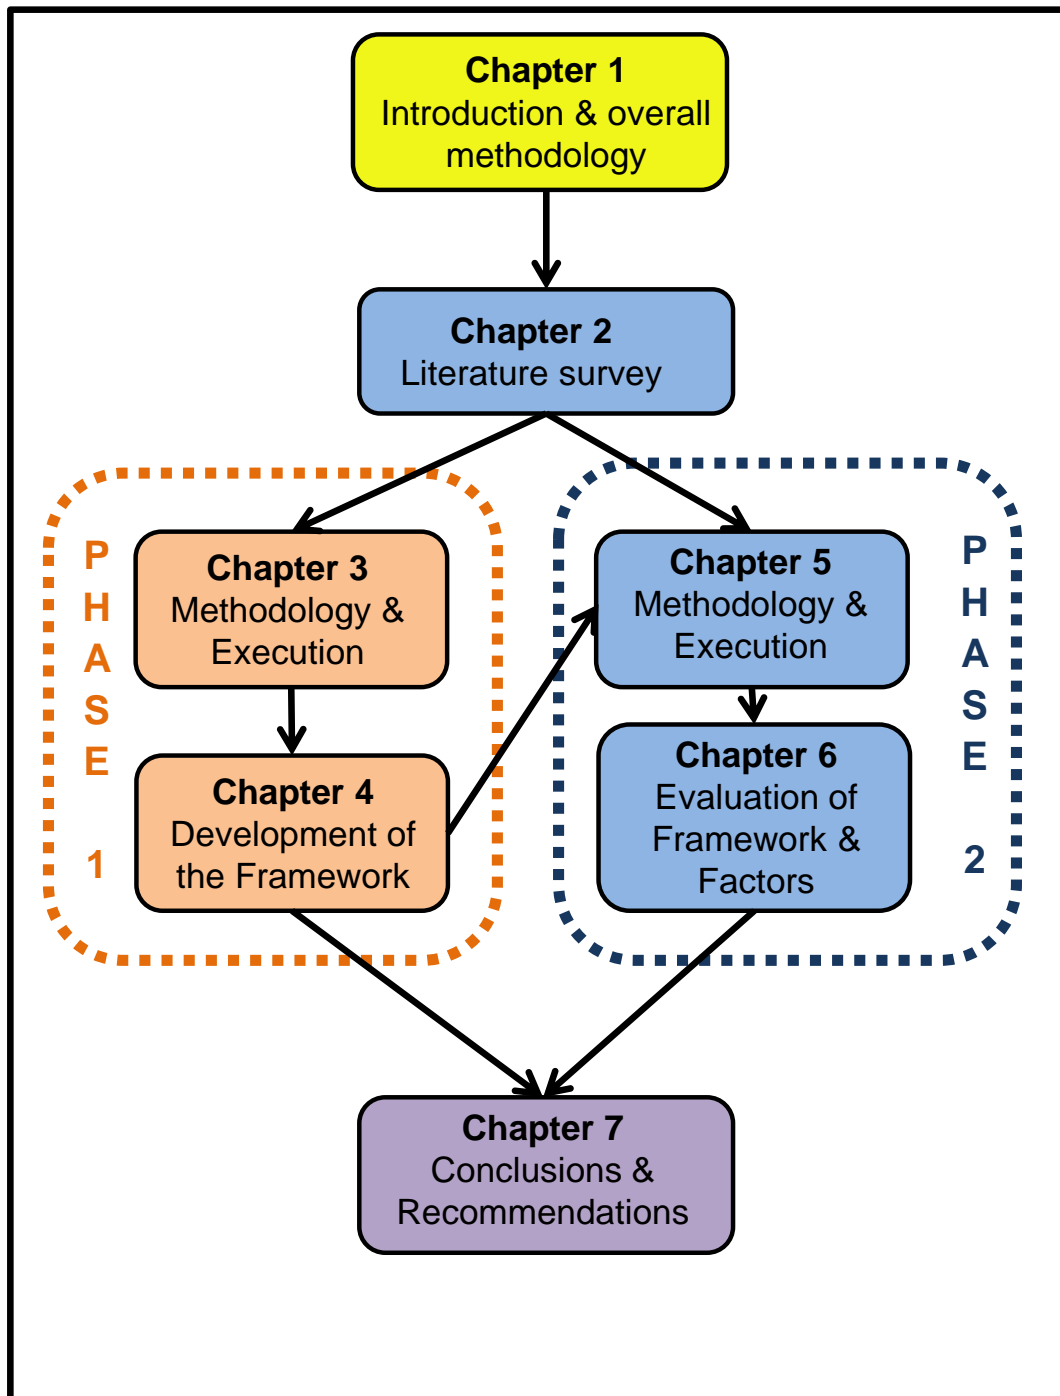 Chapter 1
Introduction & overall
methodology
Chapter 2
Literature survey
PHASE 1
Chapter 3
Methodology &
Execution
Chapter 4
Development of
the Framework
Chapter 5
Methodology &
Execution
Chapter 6
Evaluation of
Framework &
Factors
PHASE 2
Chapter 7
Conclusions &
Recommendations